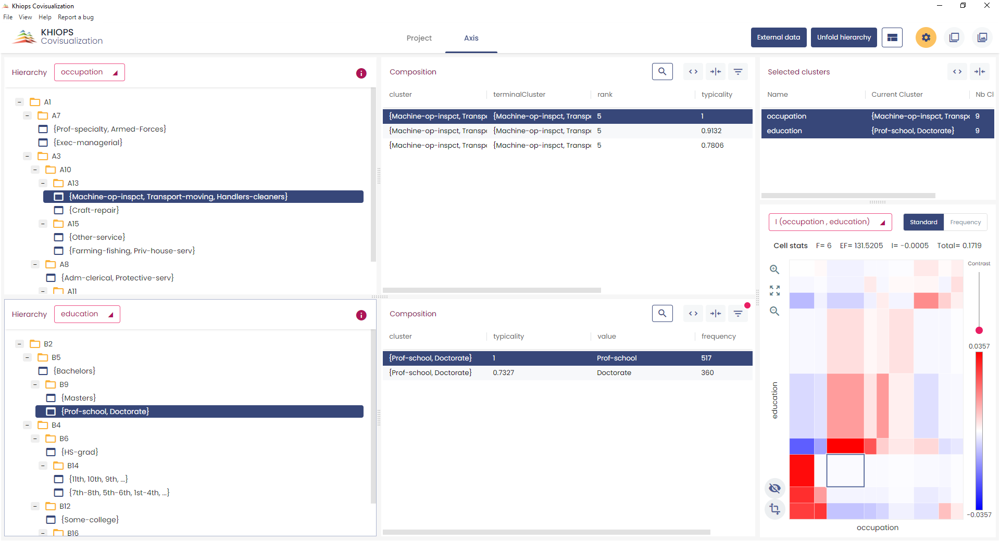 Khiops Covisualization
File View Help Report a bug
KHIOPS
Covisualization
Project Axis
External data Unfold hierarchy
Hierarchy occupation
A1
A7
{Prof-specialty, Armed-Forces}
{Exec-managerial}
A3
A10
A13
{Machine-op-inspct, Transport-moving, Handlers-cleaners}
{Craft-repair}
A15
{Other-service}
{Farming-fishing, Priv-house-serv}
A8
{Adm-clerical, Protective-serv}
A11
Composition
cluster terminalCluster rank typicality
{Machine-op-inspct, Transpo {Machine-op-inspct, Transpo 5 1
{Machine-op-inspct, Transpo {Machine-op-inspct, Transpo 5 0.9132
{Machine-op-inspct, Transpo {Machine-op-inspct, Transpo 5 0.7806
Selected clusters
Name Current Cluster Nb Cl
occupation {Machine-op-inspct, Transpo 9
education {Prof-school, Doctorate} 9
Hierarchy education
B2
B5
{Bachelors}
B9
{Masters}
{Prof-school, Doctorate}
B4
B6
{HS-grad}
B14
{11th, 10th, 9th, ...}
{7th-8th, 5th-6th, 1st-4th, ...}
B12
{Some-college}
B16
Composition
cluster typicality value frequency
{Prof-school, Doctorate} 1 Prof-school 517
{Prof-school, Doctorate} 0.7327 Doctorate 360
I (occupation , education) Standard Frequency
Cell stats F= 6 EF= 131.5205 I= -0.0005 Total= 0.1719
Contrast
0.0357
-0.0357
education
occupation